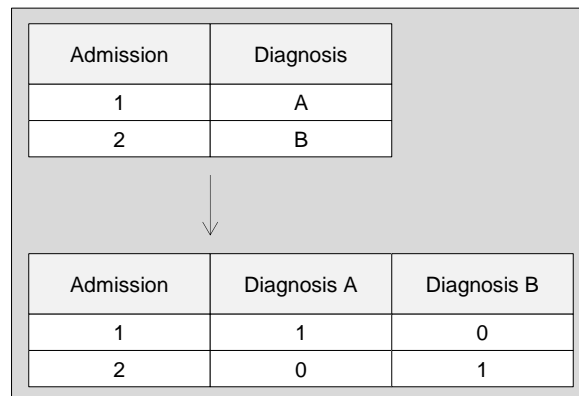 Admission Diagnosis
1 A
2 B
Admission Diagnosis A Diagnosis B
1 1 0
2 0 1